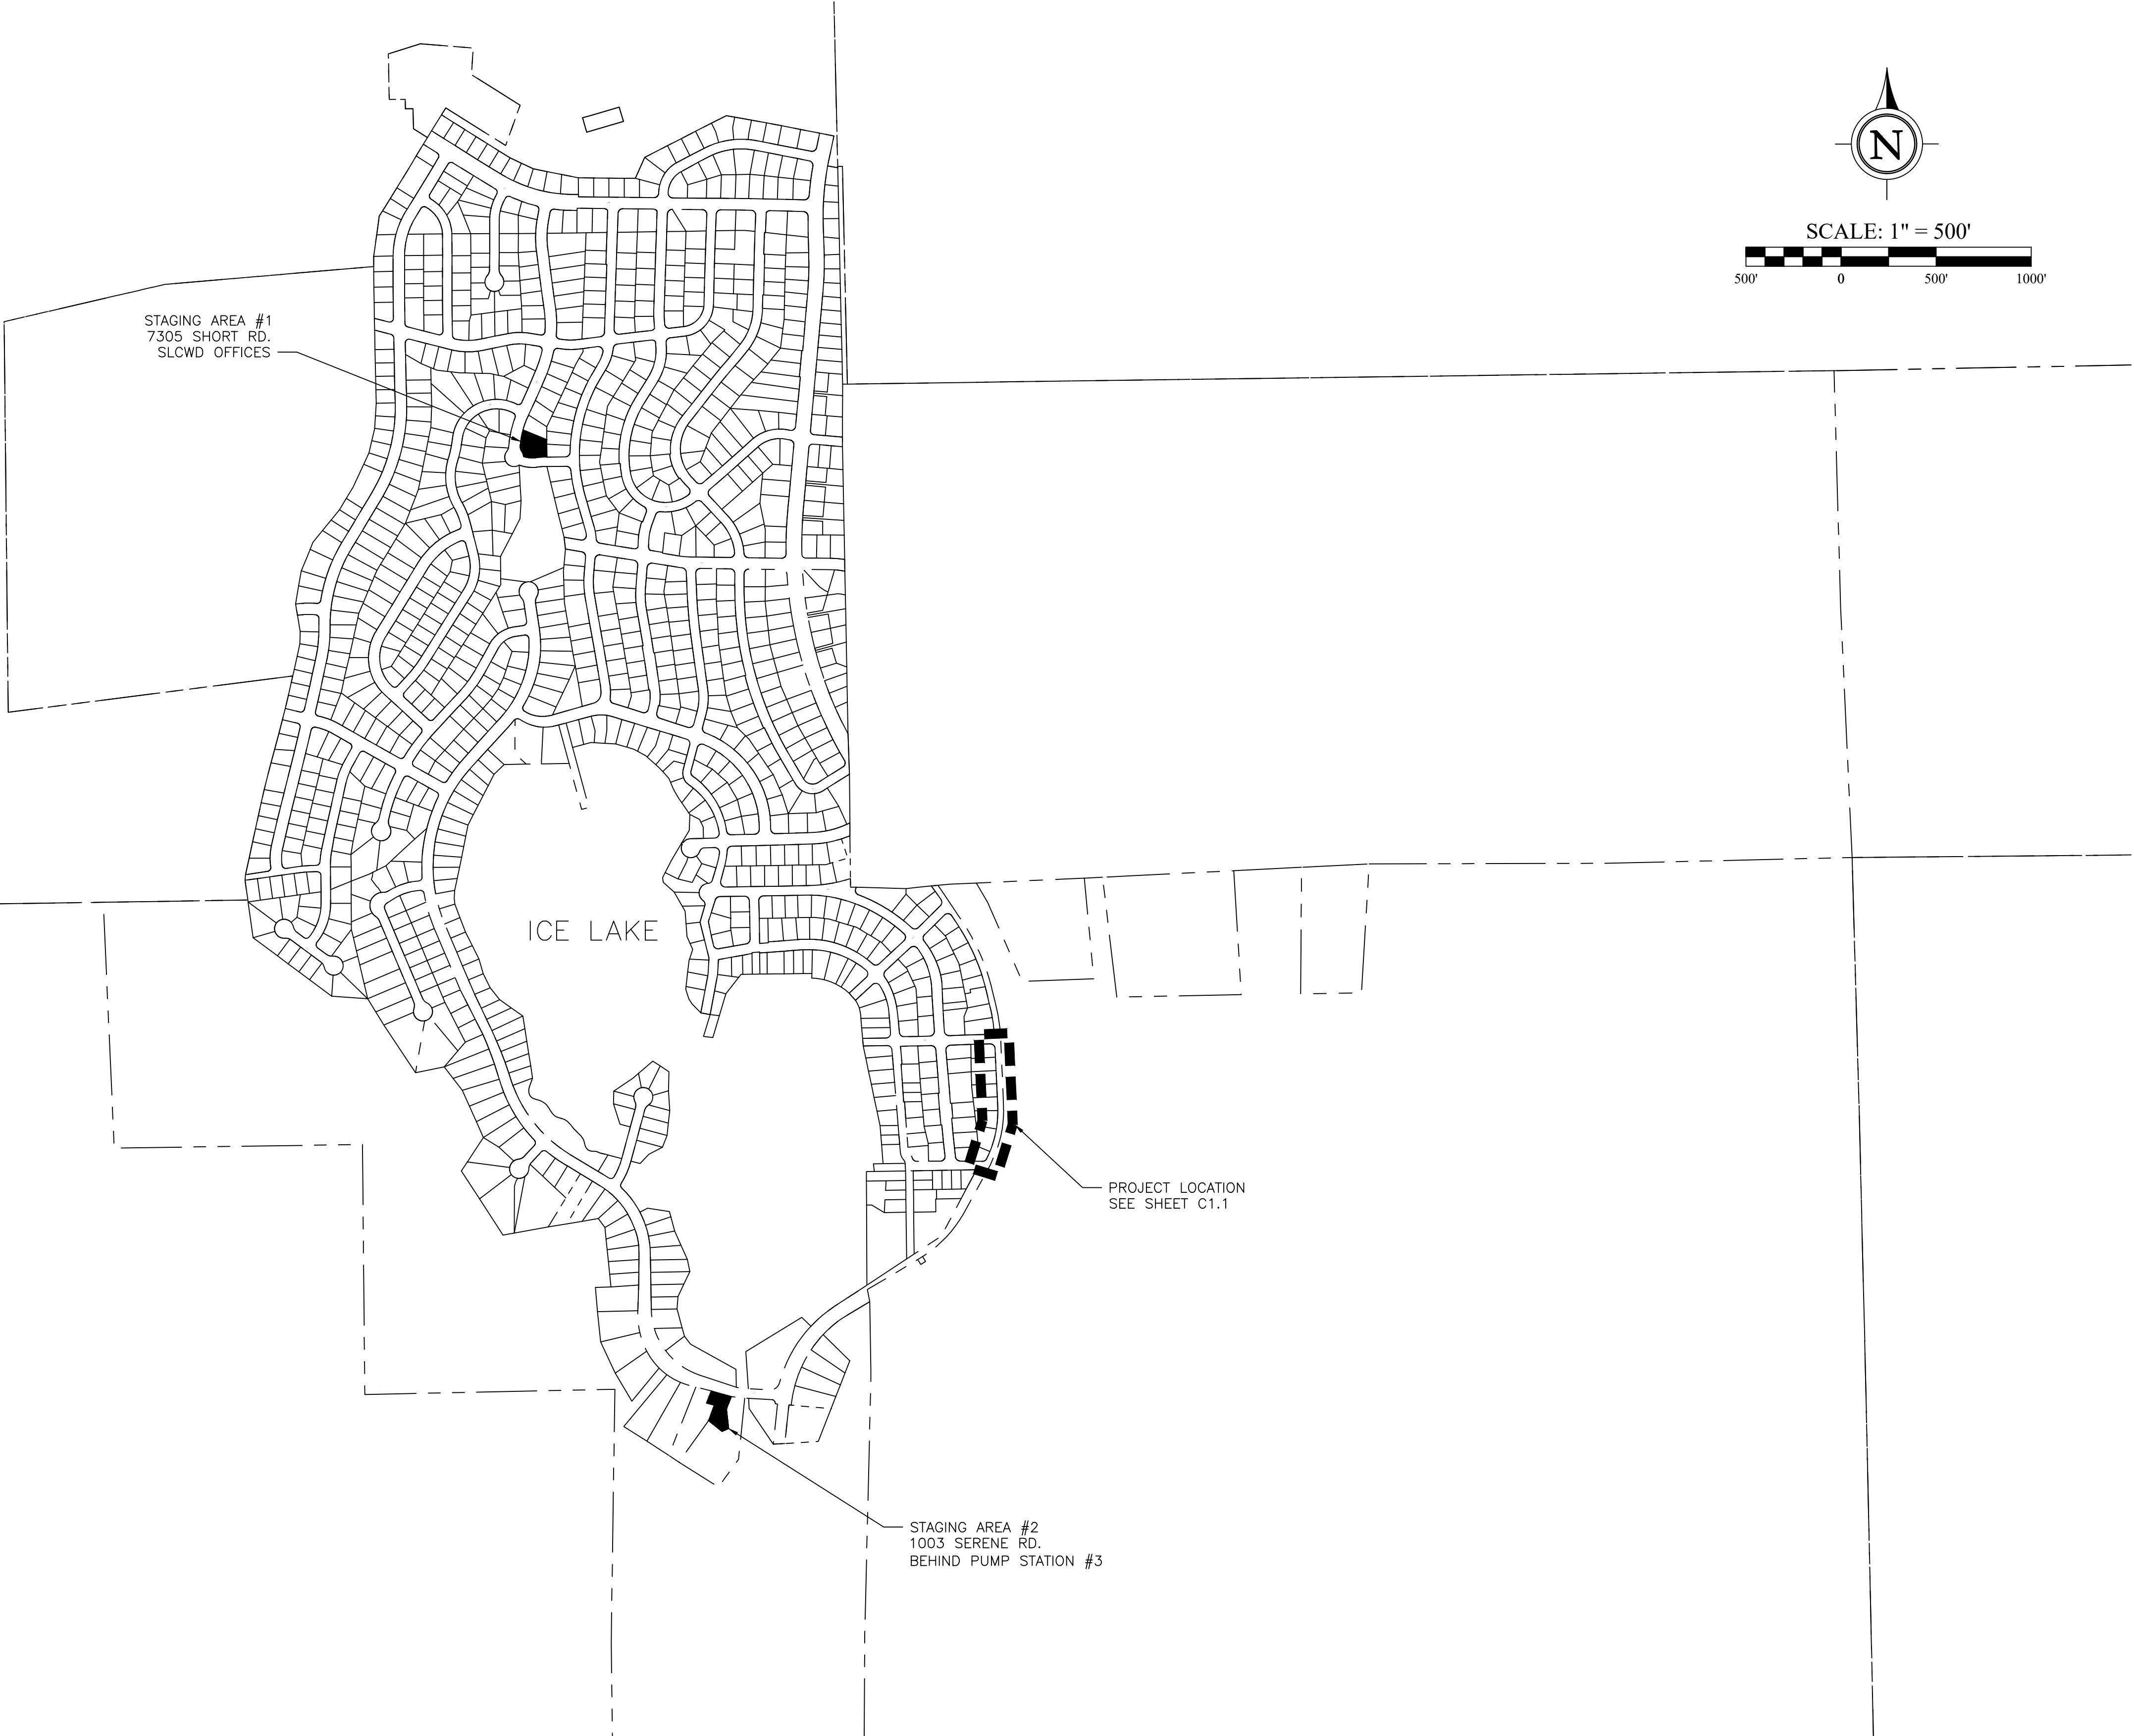 N
SCALE: 1" = 500'
500' 0 500' 1000'
STAGING AREA #1
7305 SHORT RD.
SLCWD OFFICES
ICE LAKE
PROJECT LOCATION
SEE SHEET C1.1
STAGING AREA #2
1003 SERENE RD.
BEHIND PUMP STATION #3